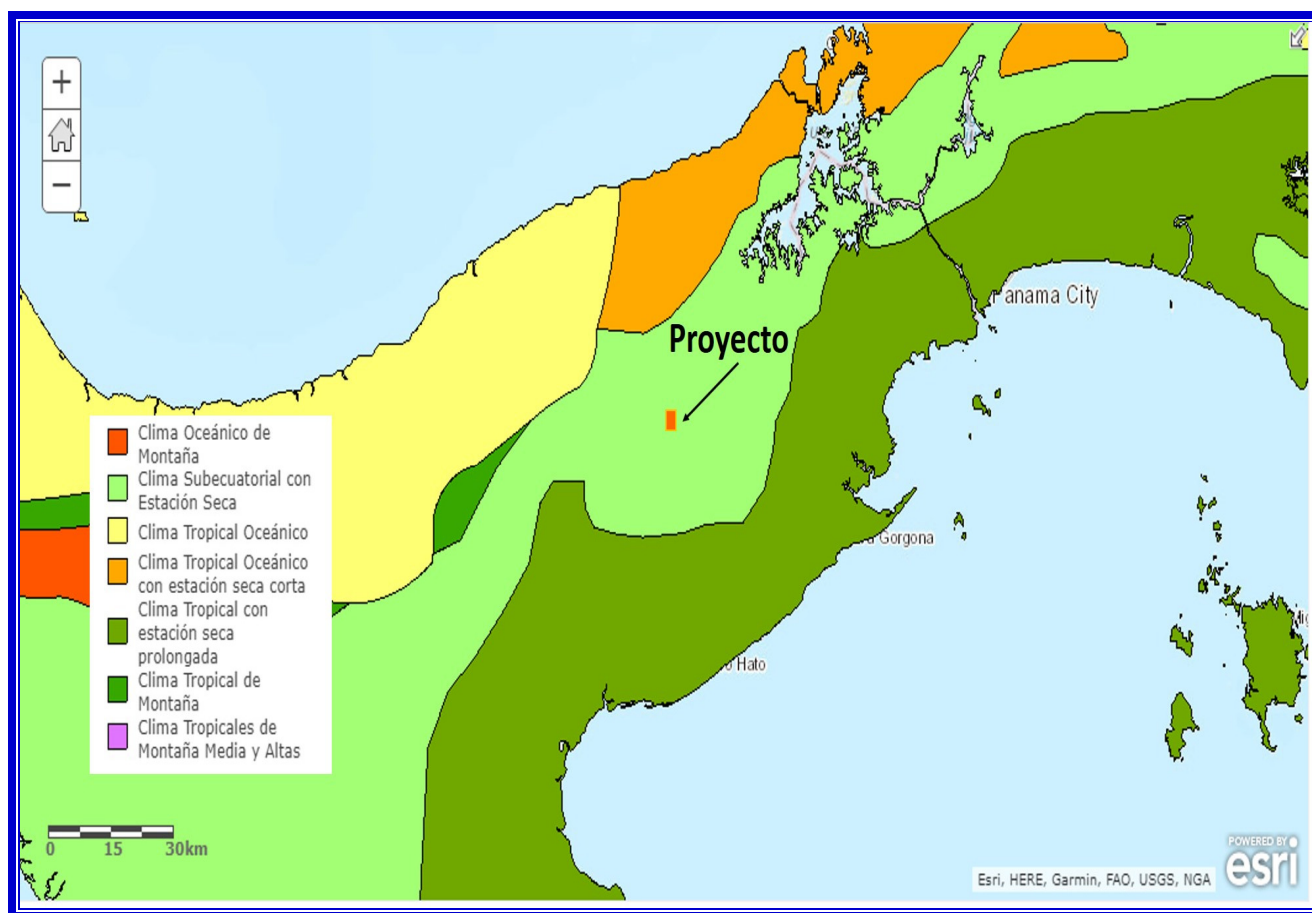 +
−
Panama City
Proyecto
Gorgona
Hato
Clima Oceánico de
Montaña
Clima Subecuatorial con
Estación Seca
Clima Tropical Oceánico
Clima Tropical Oceánico
con estación seca corta
Clima Tropical con
estación seca
prolongada
Clima Tropical de
Montaña
Clima Tropicales de
Montaña Media y Altas
0 15 30km
Esri, HERE, Garmin, FAO, USGS, NGA
POWERED BY
esri